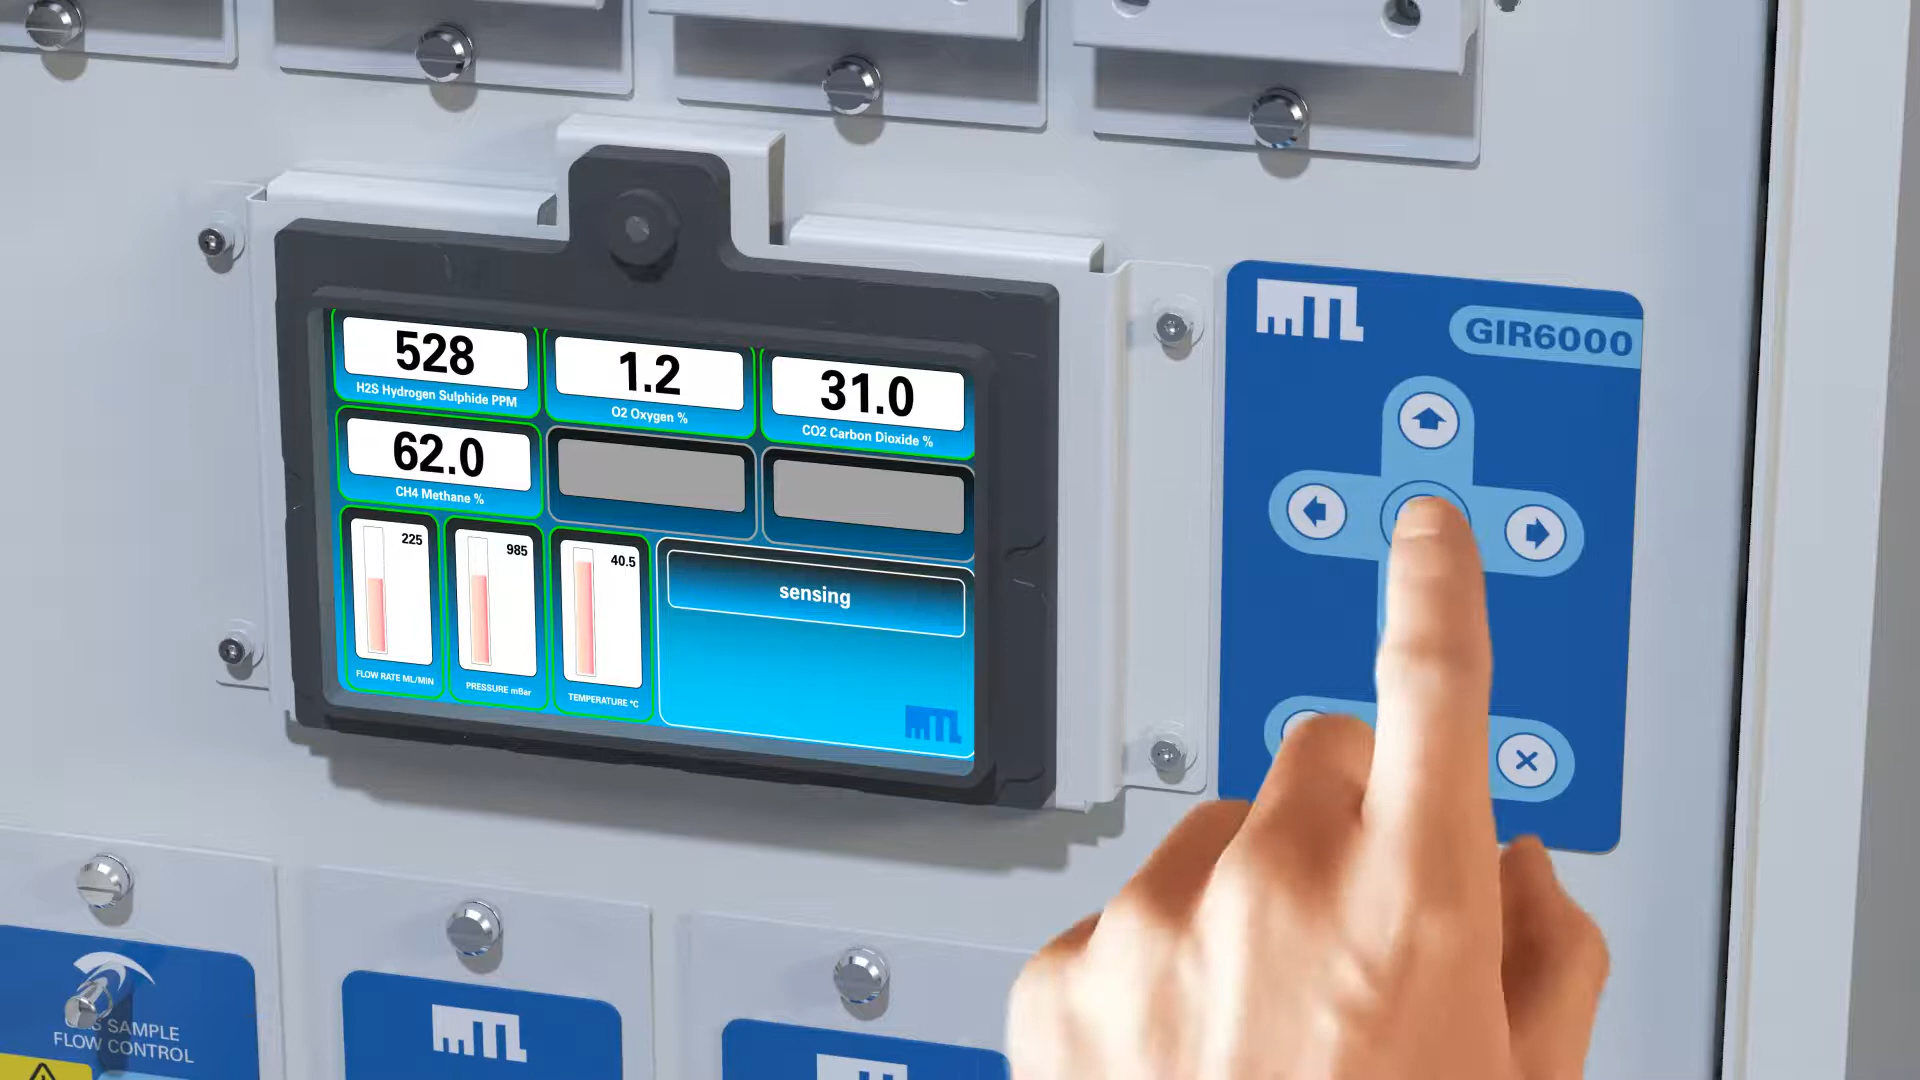 528
H2S Hydrogen Sulphide PPM
1.2
O2 Oxygen %
31.0
CO2 Carbon Dioxide %
62.0
CH4 Methane %
225
FLOW RATE ML/MIN
985
PRESSURE mBar
40.5
TEMPERATURE °C
sensing
MTL
MTL
GIR6000
SAMPLE
FLOW CONTROL
MTL
MTL